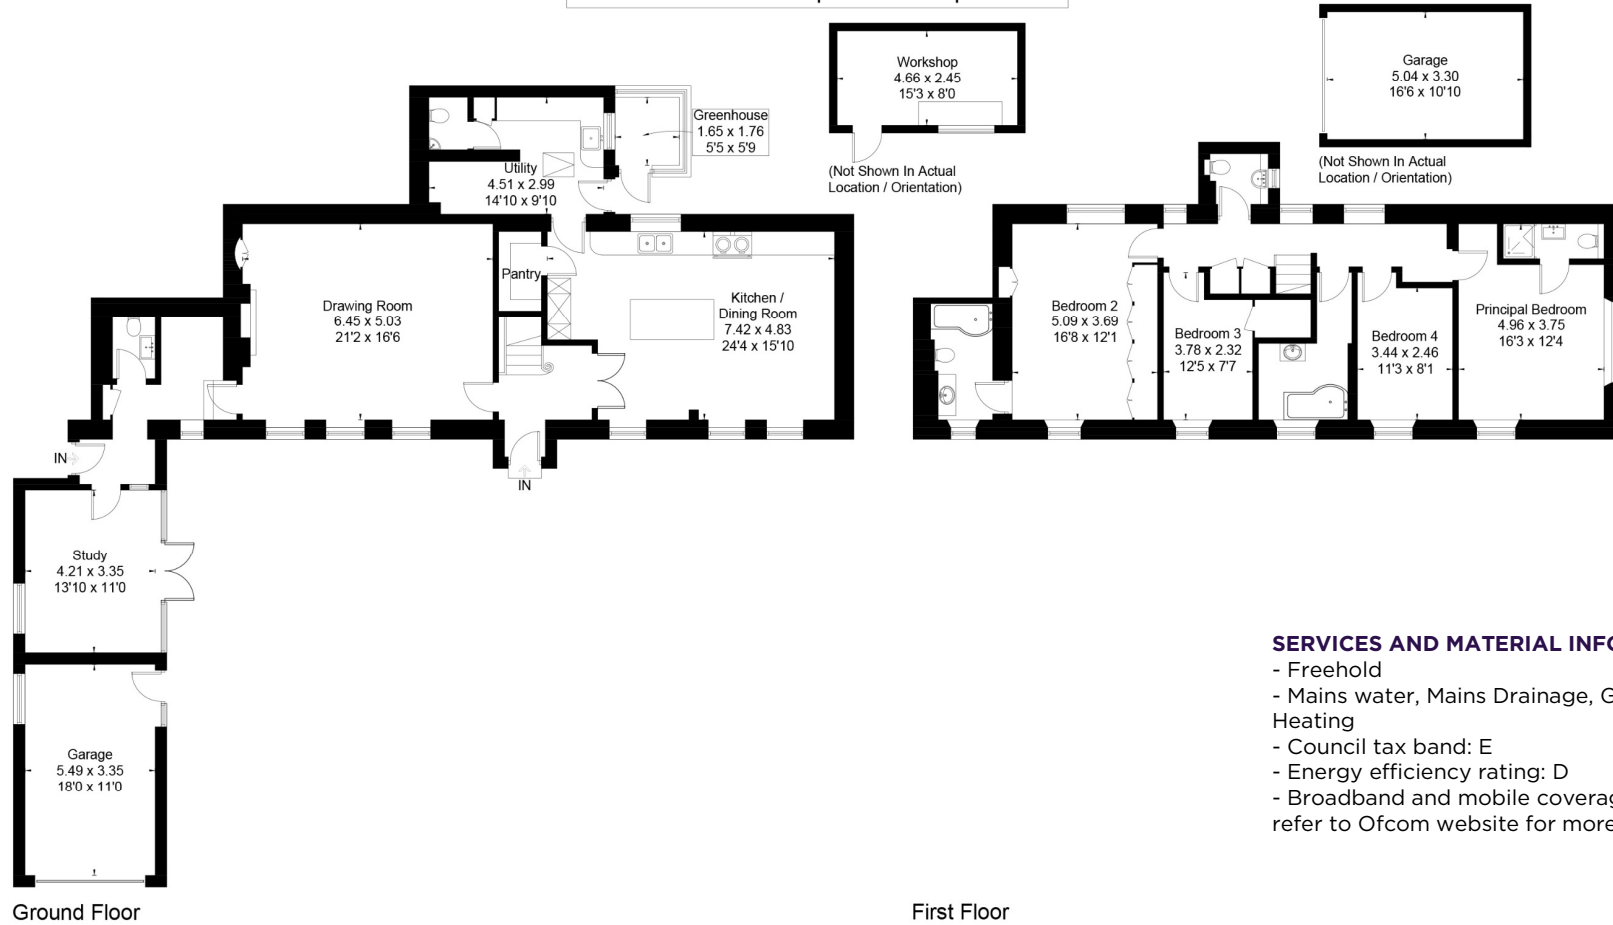 Workshop
4.66 x 2.45
15'3 x 8'0
(Not Shown In Actual
Location / Orientation)
Garage
5.04 x 3.30
16'6 x 10'10
(Not Shown In Actual
Location / Orientation)
Greenhouse
1.65 x 1.76
5'5 x 5'9
Utility
4.51 x 2.99
14'10 x 9'10
Pantry
Drawing Room
6.45 x 5.03
21'2 x 16'6
Kitchen /
Dining Room
7.42 x 4.83
24'4 x 15'10
IN
IN
Study
4.21 x 3.35
13'10 x 11'0
Garage
5.49 x 3.35
18'0 x 11'0
Ground Floor
Bedroom 2
5.09 x 3.69
16'8 x 12'1
Bedroom 3
3.78 x 2.32
12'5 x 7'7
Bedroom 4
3.44 x 2.46
11'3 x 8'1
Principal Bedroom
4.96 x 3.75
16'3 x 12'4
First Floor
SERVICES AND MATERIAL INFO
- Freehold
- Mains water, Mains Drainage, G
Heating
- Council tax band: E
- Energy efficiency rating: D
- Broadband and mobile coverag
refer to Ofcom website for more